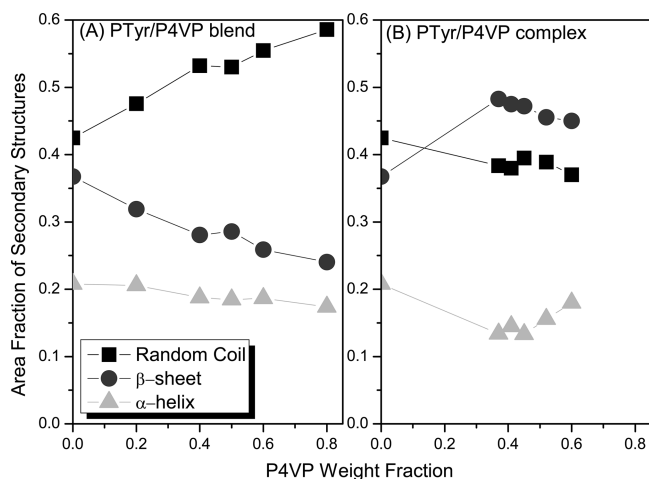 (A) PTyr/P4VP blend
(B) PTyr/P4VP complex
Area Fraction of Secondary Structures
0.6
0.5
0.4
0.3
0.2
0.1
0.0
0.6
0.5
0.4
0.3
0.2
0.1
0.0
Random Coil
β−sheet
α−helix
0.0 0.2 0.4 0.6 0.8
0.0 0.2 0.4 0.6 0.8
P4VP Weight Fraction